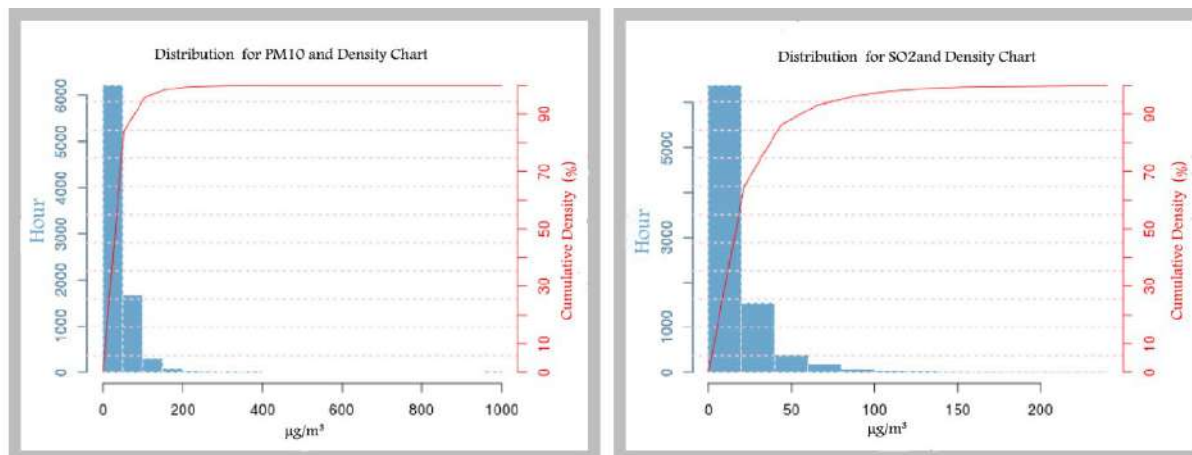 Distribution for PM10 and Density Chart
Hour
0 1000 2000 3000 4000 5000 6000
0 10 30 50 70 90
Cumulative Density (%)
0 200 400 600 800 1000
µg/m³
Distribution for SO2and Density Chart
Hour
0 1000 3000 5000
0 10 30 50 70 90
Cumulative Density (%)
0 50 100 150 200
µg/m³